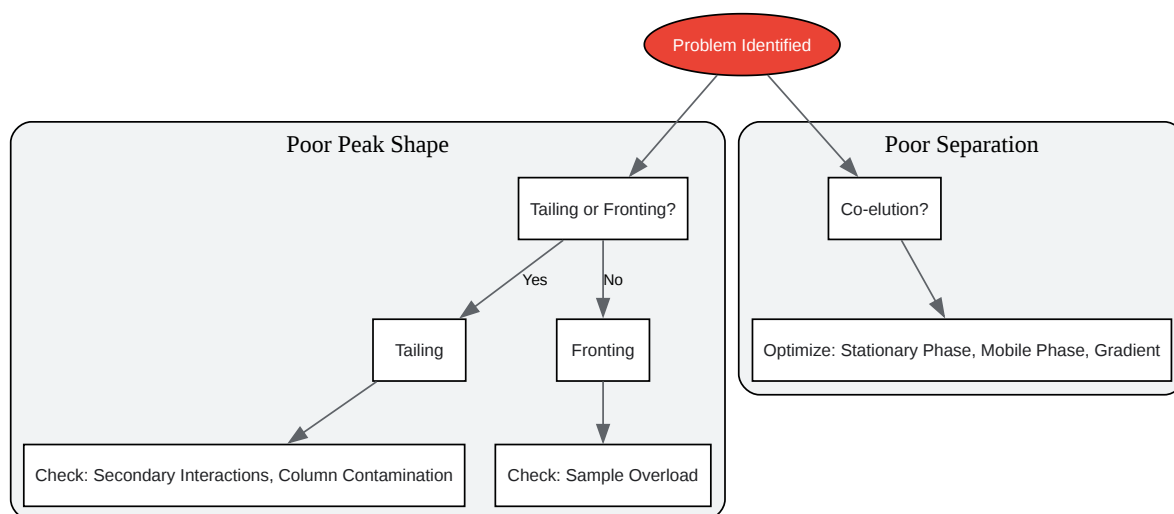 Problem Identified
Poor Peak Shape
Poor Separation
Tailing or Fronting?
Co-elution?
Yes
No
Tailing
Fronting
Optimize: Stationary Phase, Mobile Phase, Gradient
Check: Secondary Interactions, Column Contamination
Check: Sample Overload